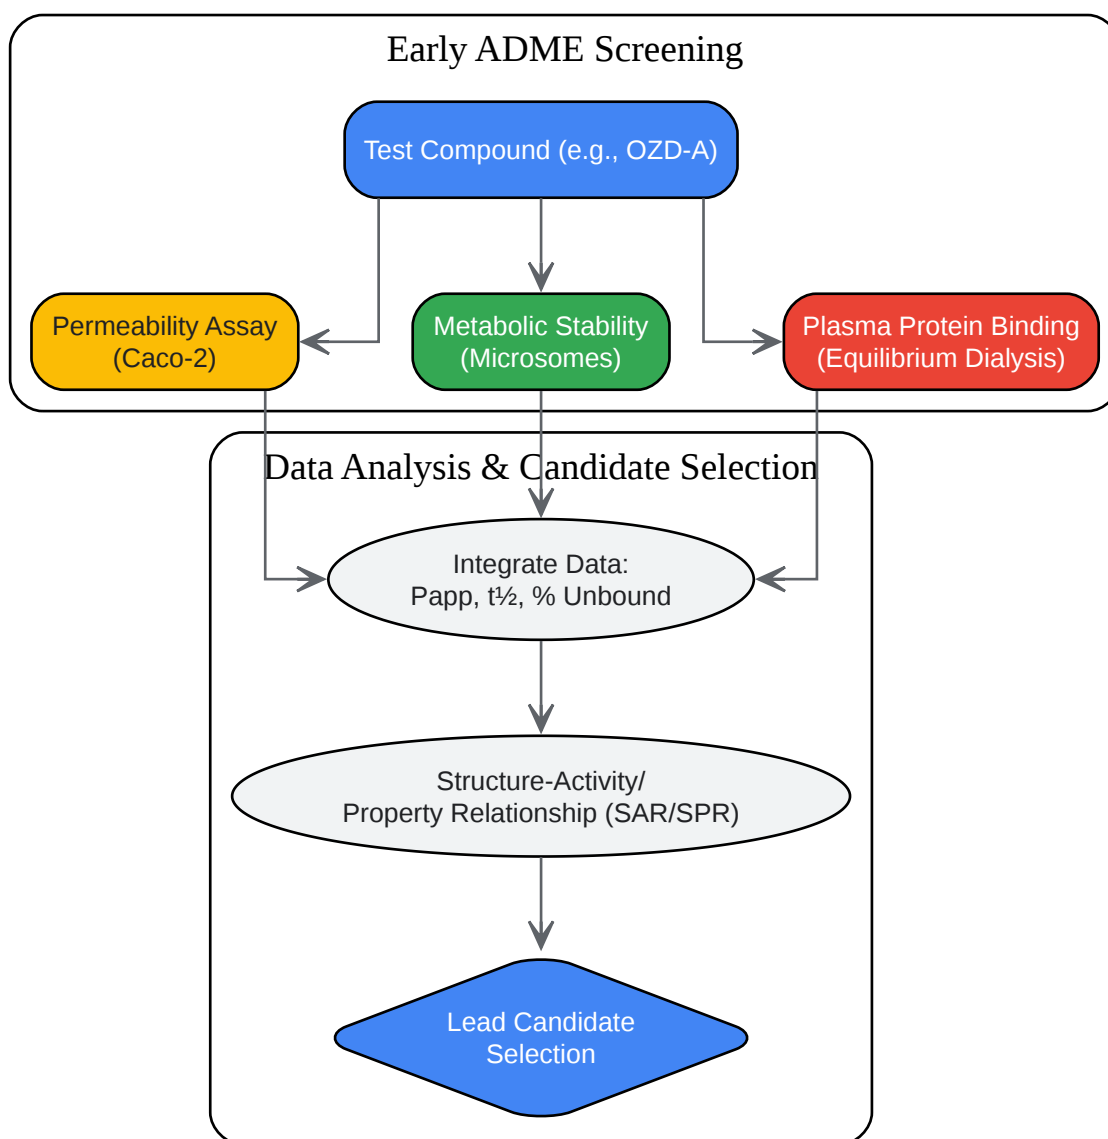 Early ADME Screening
Test Compound (e.g., OZD-A)
Permeability Assay
(Caco-2)
Metabolic Stability
(Microsomes)
Plasma Protein Binding
(Equilibrium Dialysis)
Data Analysis & Candidate Selection
Integrate Data:
Papp, t½, % Unbound
Structure-Activity/
Property Relationship (SAR/SPR)
Lead Candidate
Selection